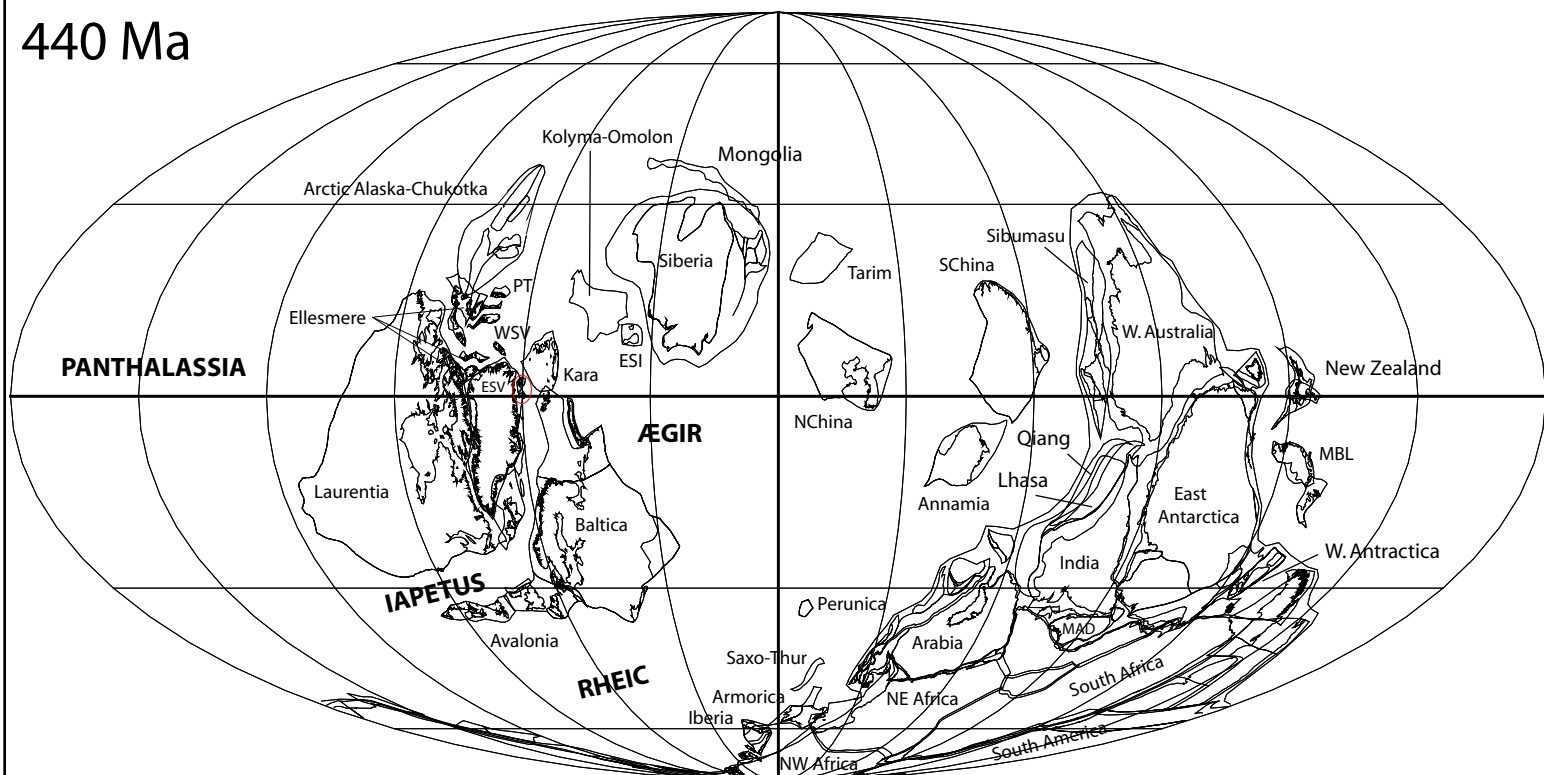 440 Ma
Kolyma-Omolon
Mongolia
Arctic Alaska-Chukotka
Siberia
Sibumasu
SChina
Tarim
PT
Ellesmere
WSV
W. Australia
ESI
PANTHALASSIA
Kara
New Zealand
ESV
NChina
ÆGIR
Qiang
MBL
Lhasa
Laurentia
Annamia
East
Antarctica
Baltica
India
W. Antractica
IAPETUS
Perunica
MAD
Avalonia
Arabia
Saxo-Thur
South Africa
RHEIC
Armorica
NE Africa
Iberia
South America
NW Africa